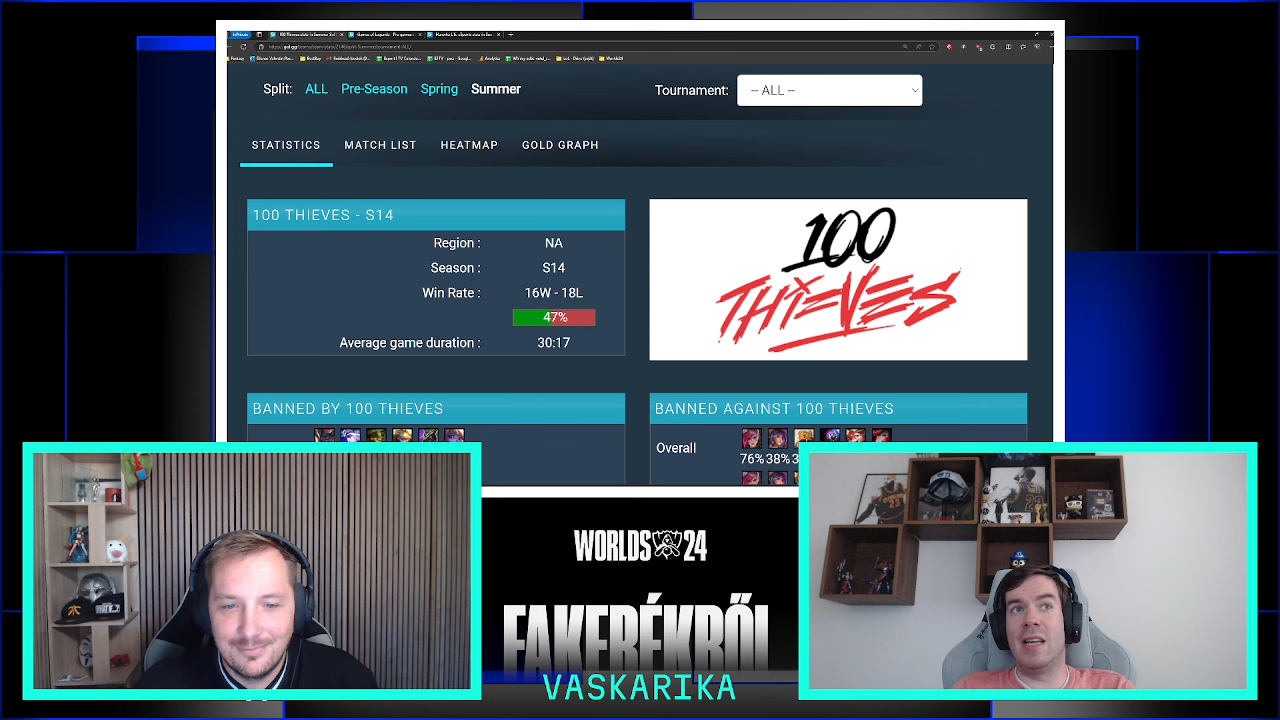 Split: ALL Pre-Season Spring Summer
Tournament: -- ALL --
STATISTICS MATCH LIST HEATMAP GOLD GRAPH
100 THIEVES - S14
Region : NA
Season : S14
Win Rate : 16W - 18L
47%
Average game duration : 30:17
100
THIEVES
BANNED BY 100 THIEVES
BANNED AGAINST 100 THIEVES
Overall
76% 38%
WORLDS 24
FAKERÉKRŐL
VASKARIKA